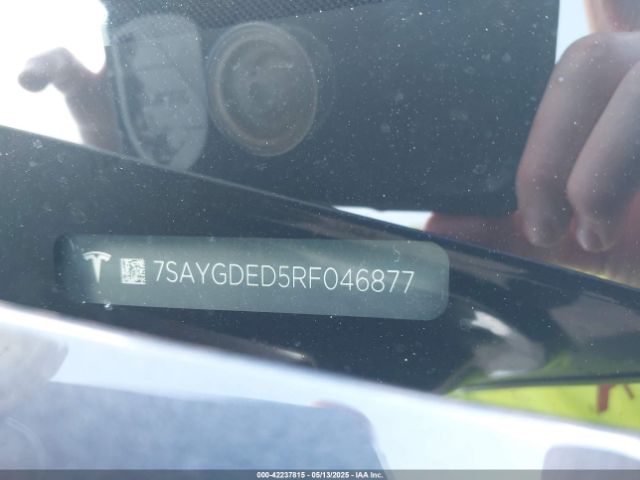 7SAYGDED5RF046877
000-42237815 - 05/13/2025 - IAA Inc.